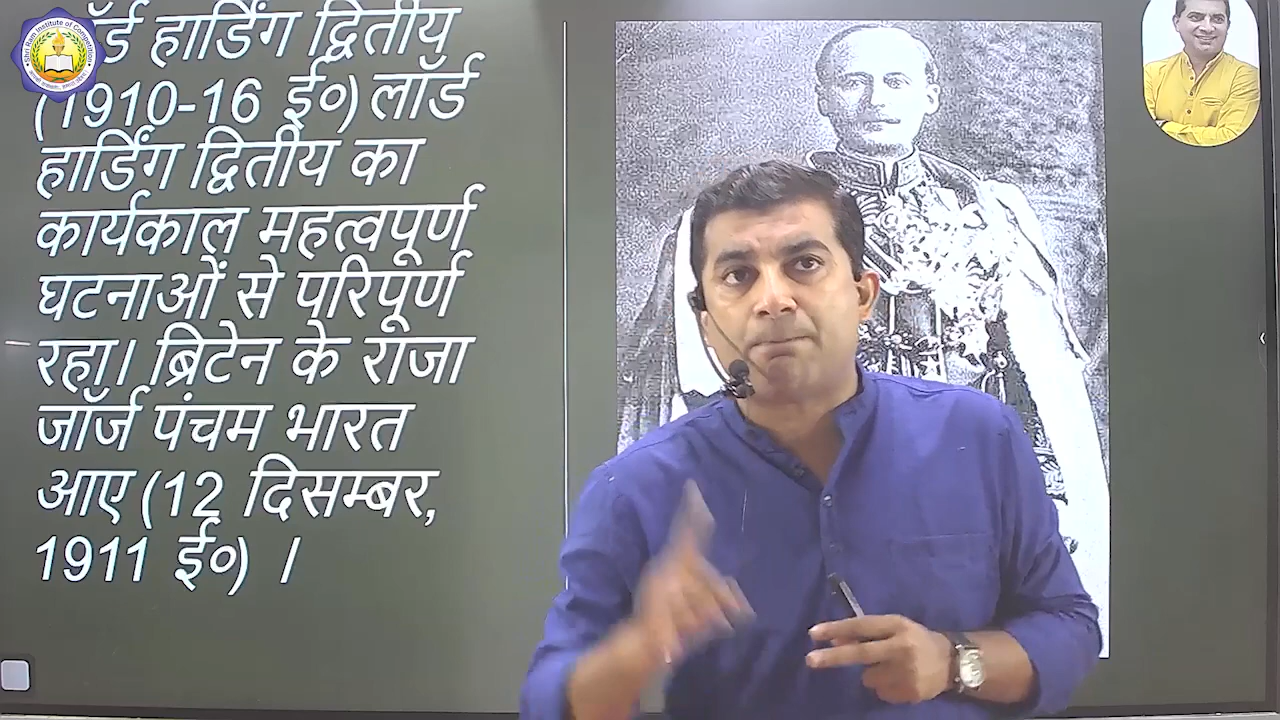 लॉर्ड हार्डिंग द्वितीय
(1910-16 ई०) लॉर्ड
हार्डिंग द्वितीय का
कार्यकाल महत्वपूर्ण
घटनाओं से परिपूर्ण
रहा। ब्रिटेन के राजा
जॉर्ज पंचम भारत
आए (12 दिसम्बर,
1911 ई०) ।